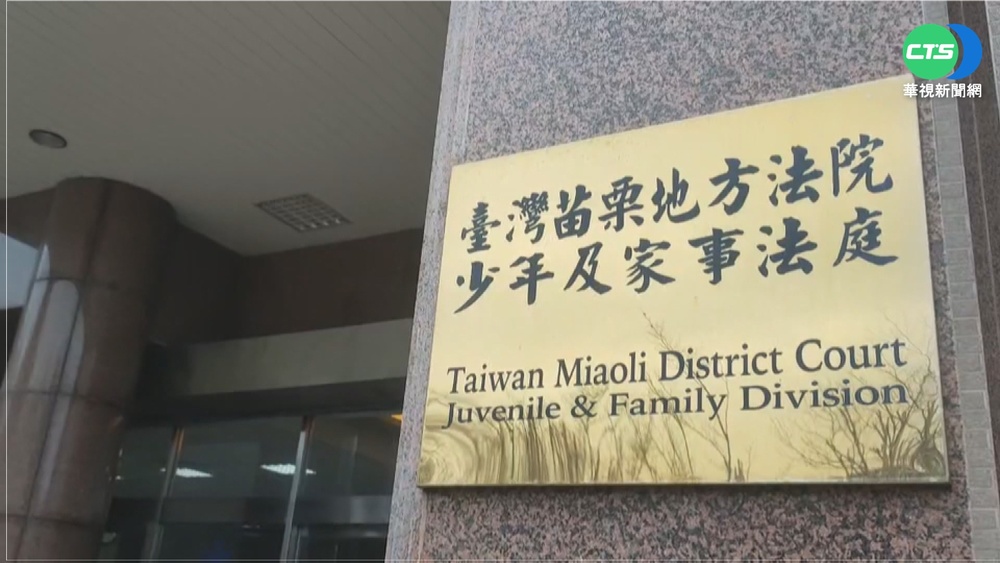 CTS
華視新聞網
臺灣苗栗地方法院
少年及家事法庭
Taiwan Miaoli District Court
Juvenile & Family Division